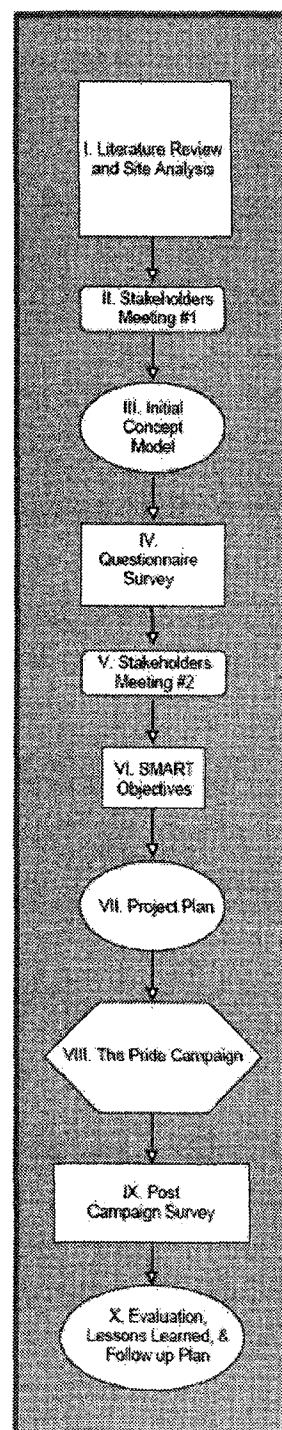 I. Literature Review
and Site Analysis
II. Stakeholders
Meeting #1
III. Initial
Concept
Model
IV.
Questionnaire
Survey
V. Stakeholders
Meeting #2
VI. SMART
Objectives
VII. Project Plan
VIII. The Pride Campaign
IX. Post
Campaign Survey
X. Evaluation,
Lessons Learned, &
Follow up Plan